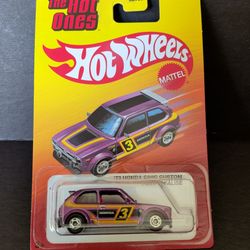 the Hot
Ones
Hot Wheels
MATTEL
3
'73 HONDA CIVIC CUSTOM
3